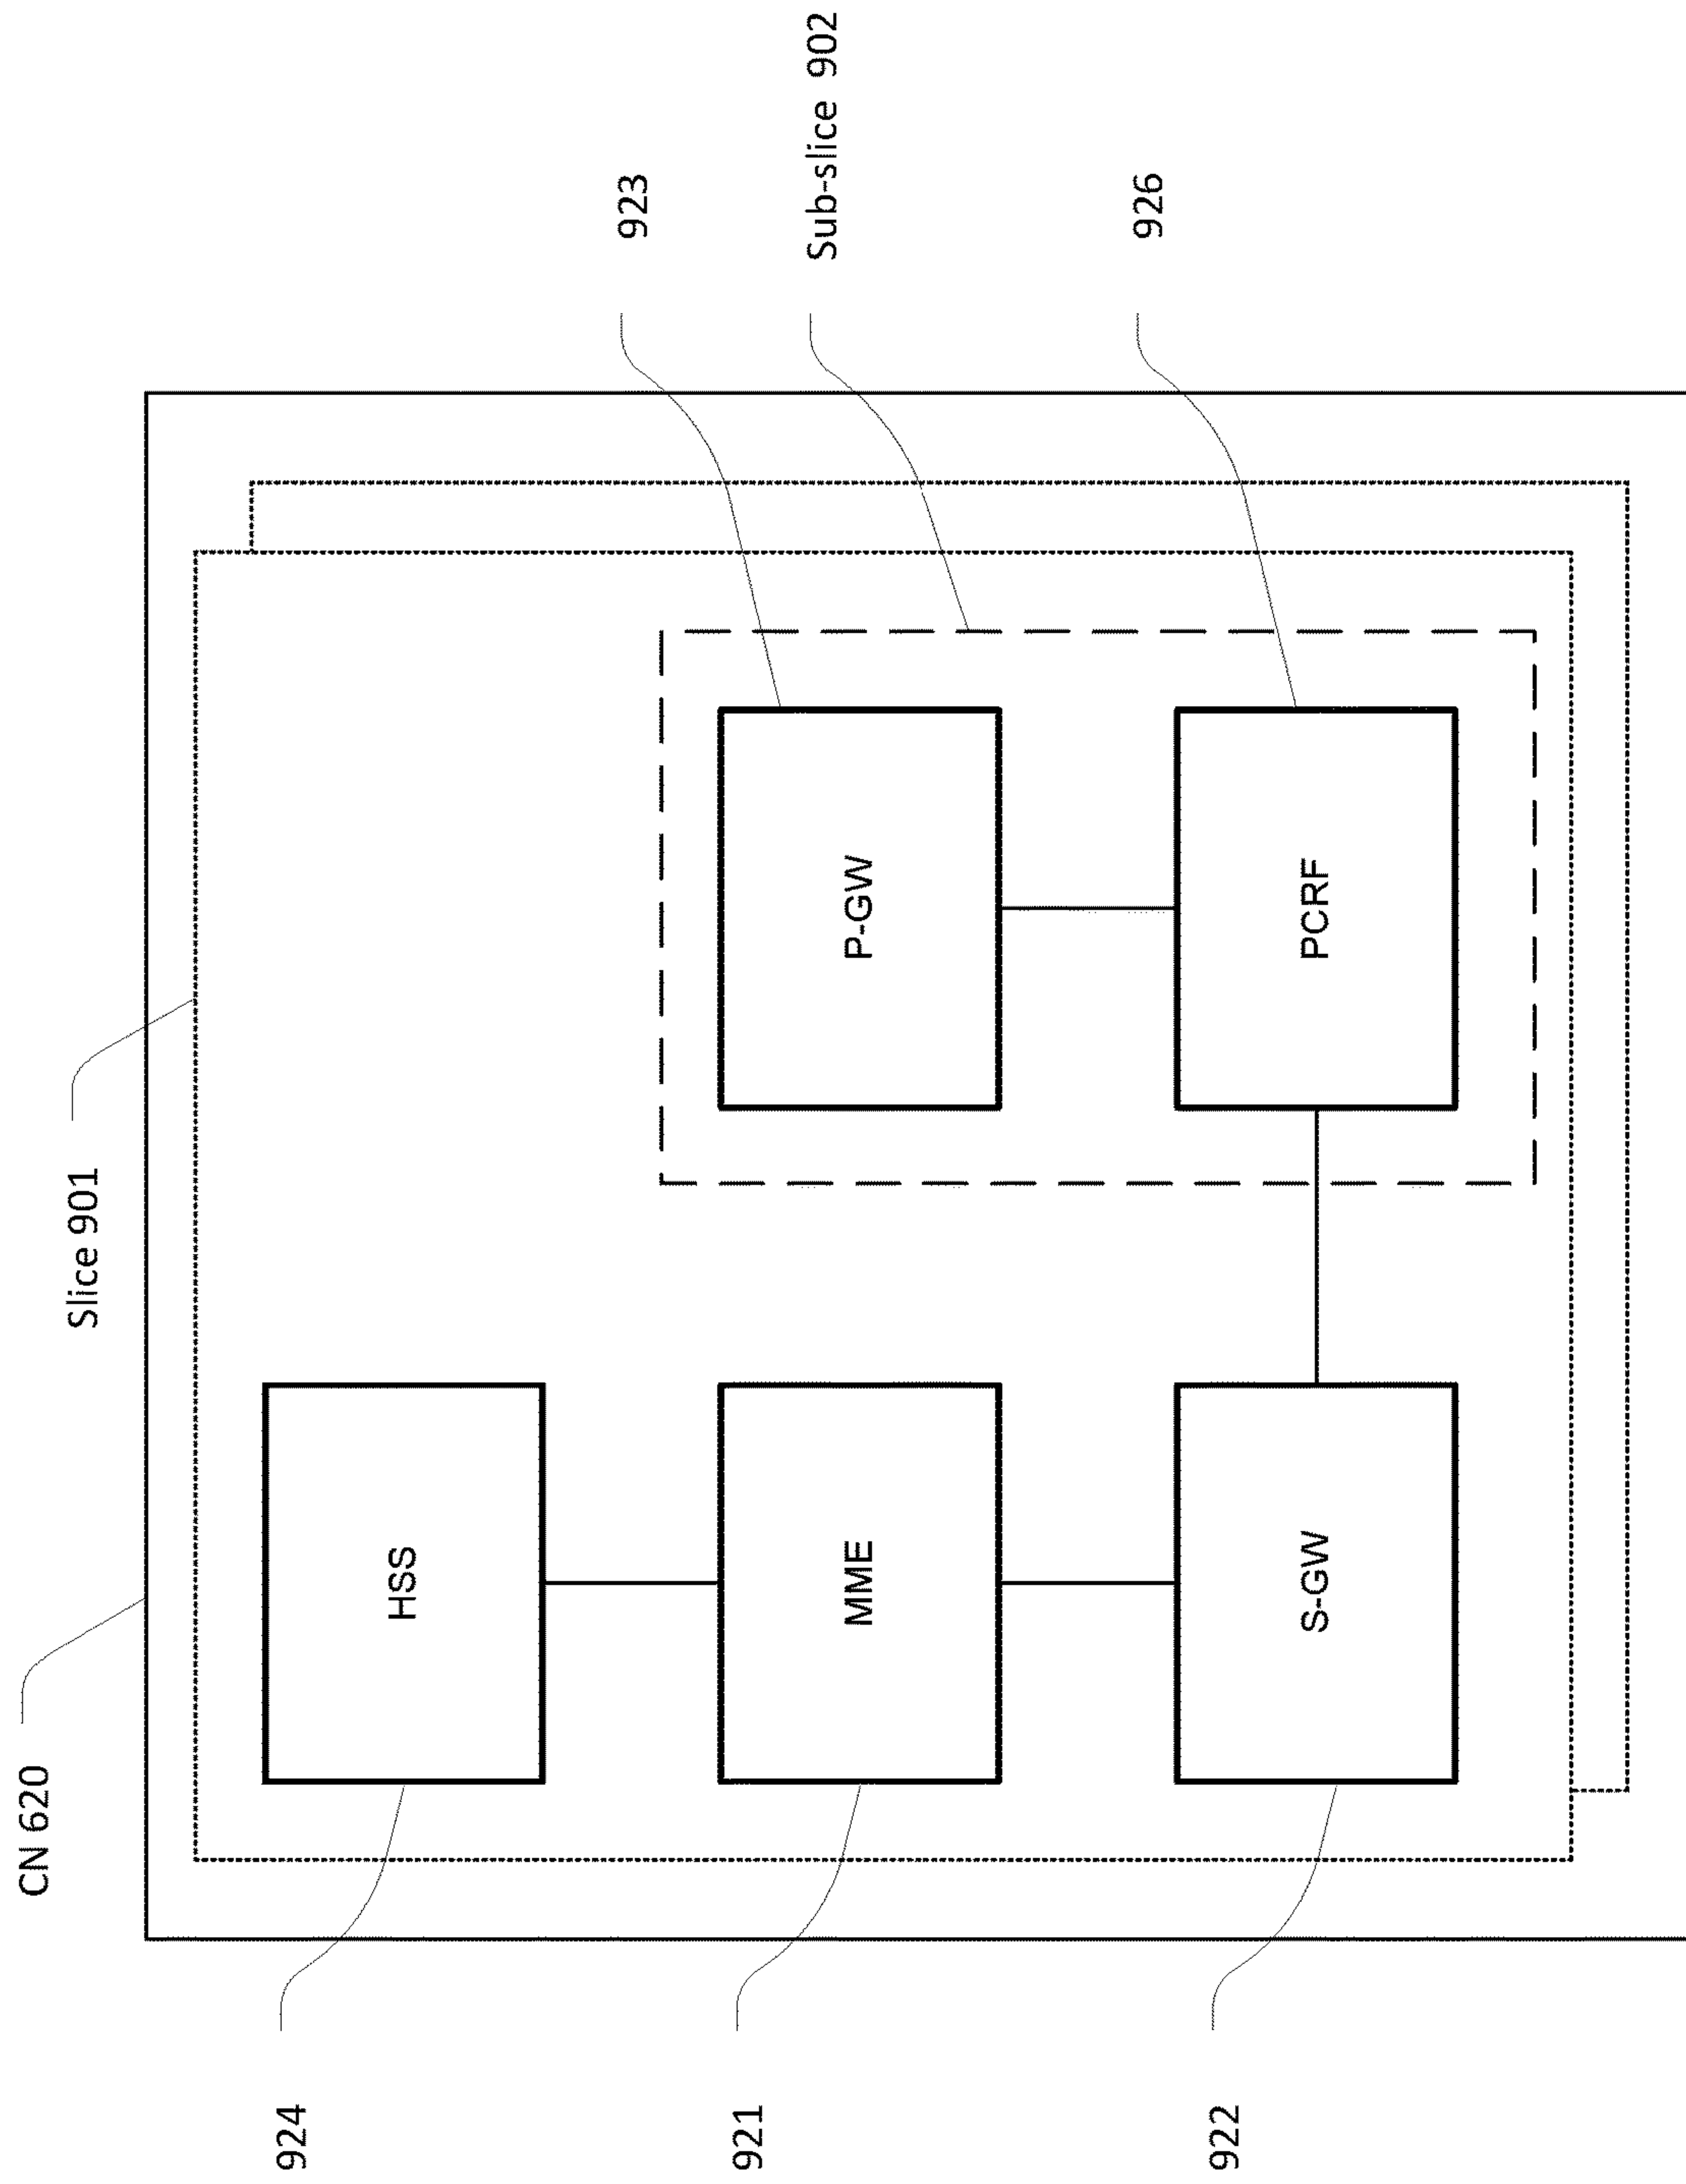 CN 620
Slice 901
924
HSS
921
MME
P-GW
923
Sub-slice 902
922
S-GW
PCRF
926